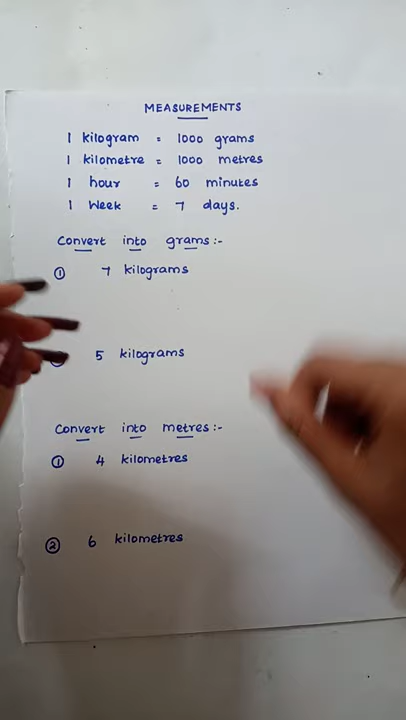 MEASUREMENTS
1 kilogram = 1000 grams
1 kilometre = 1000 metres
1 hour = 60 minutes
1 week = 7 days.
Convert into grams:-
① 7 kilograms
5 kilograms
Convert into metres:-
① 4 kilometres
② 6 kilometres